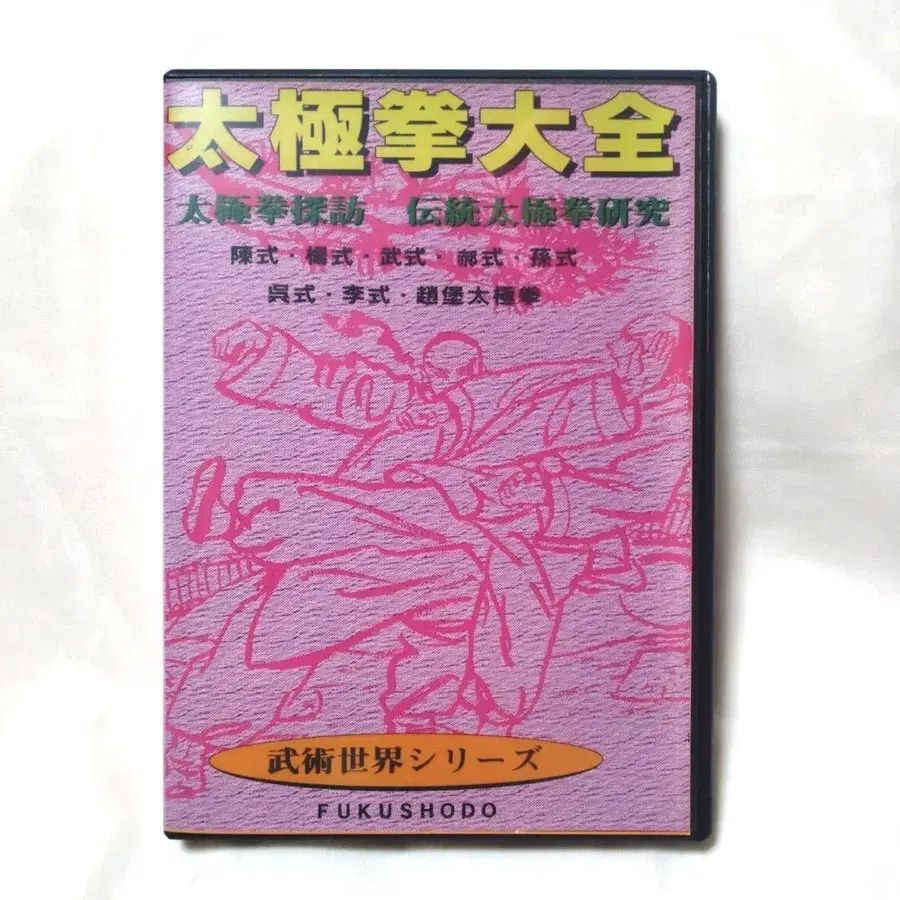 太極拳大全
太極拳探訪　伝統太極拳研究
陳式・楊式・武式・郝式・孫式
呉式・李式・趙堡太極拳
武術世界シリーズ
FUKUSHODO